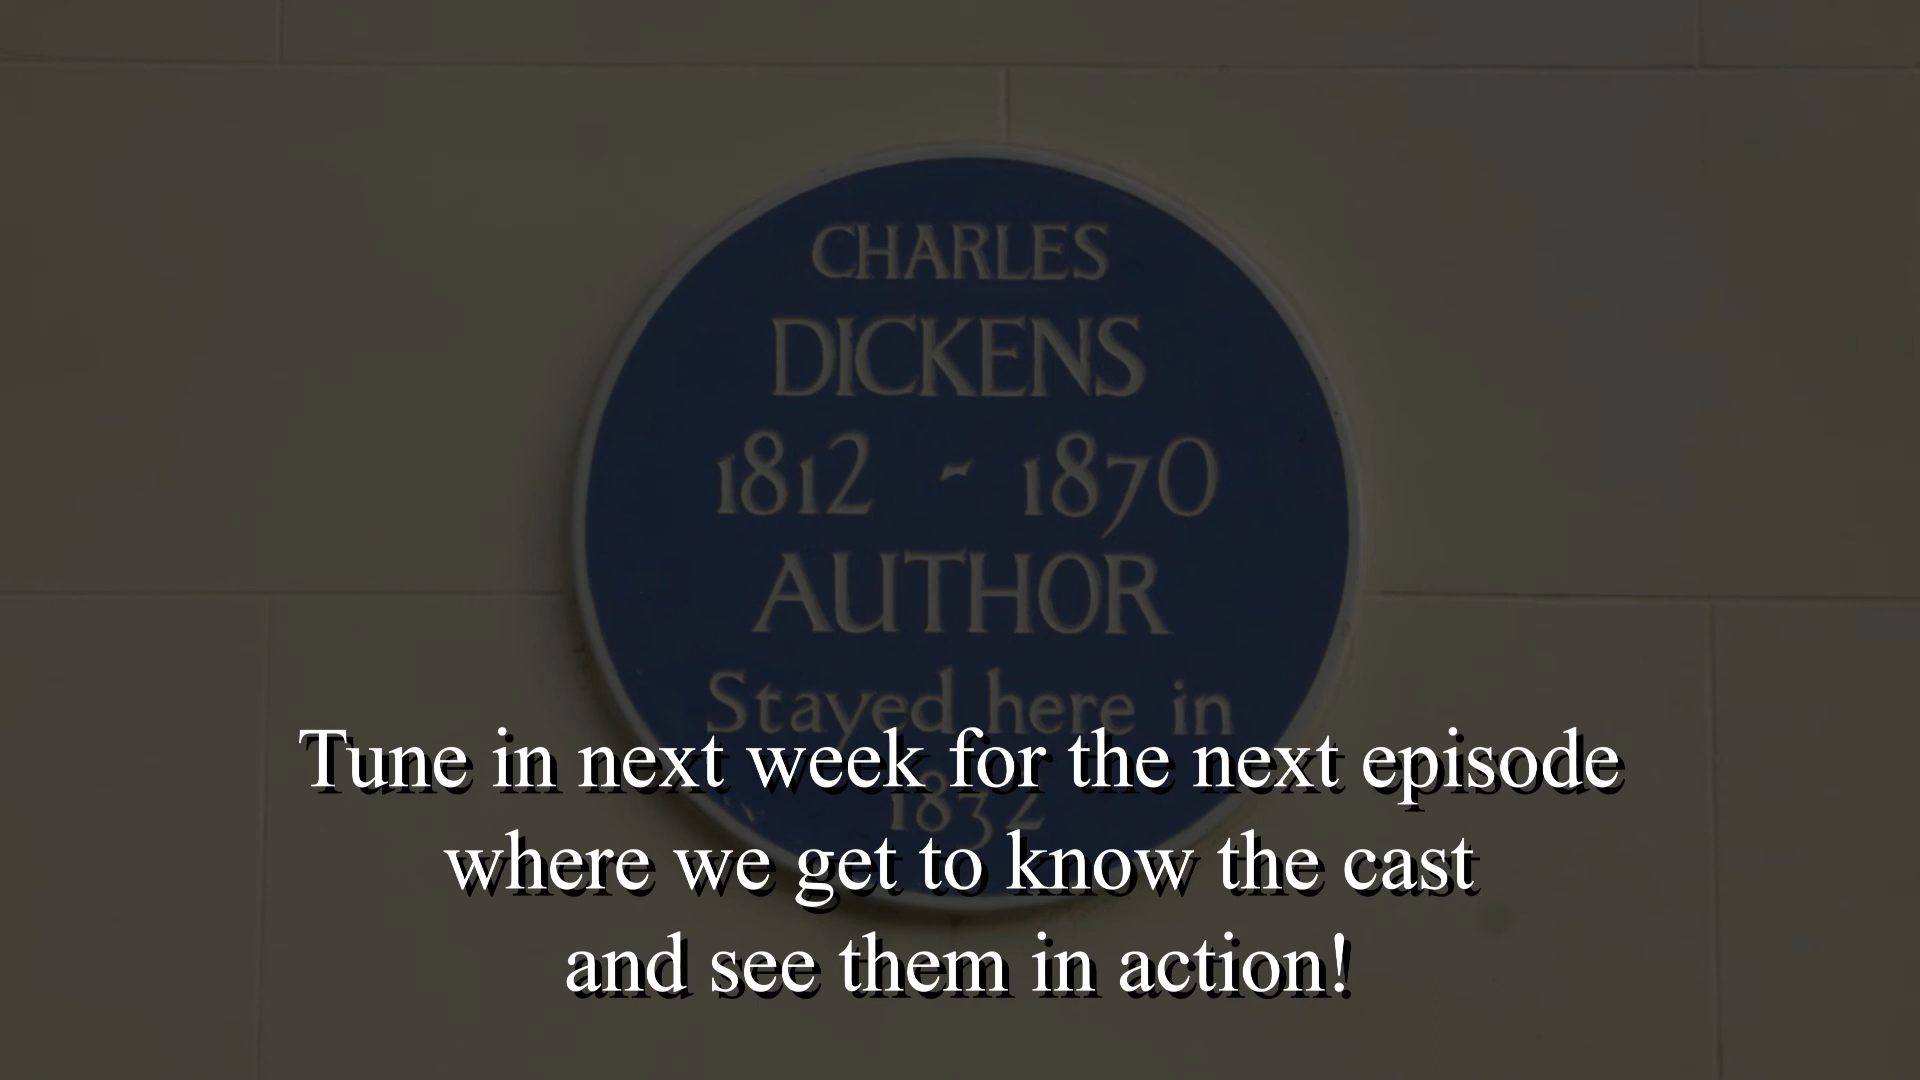 CHARLES
DICKENS
1812 - 1870
AUTHOR
Stayed here in
1832
Tune in next week for the next episode
where we get to know the cast
and see them in action!